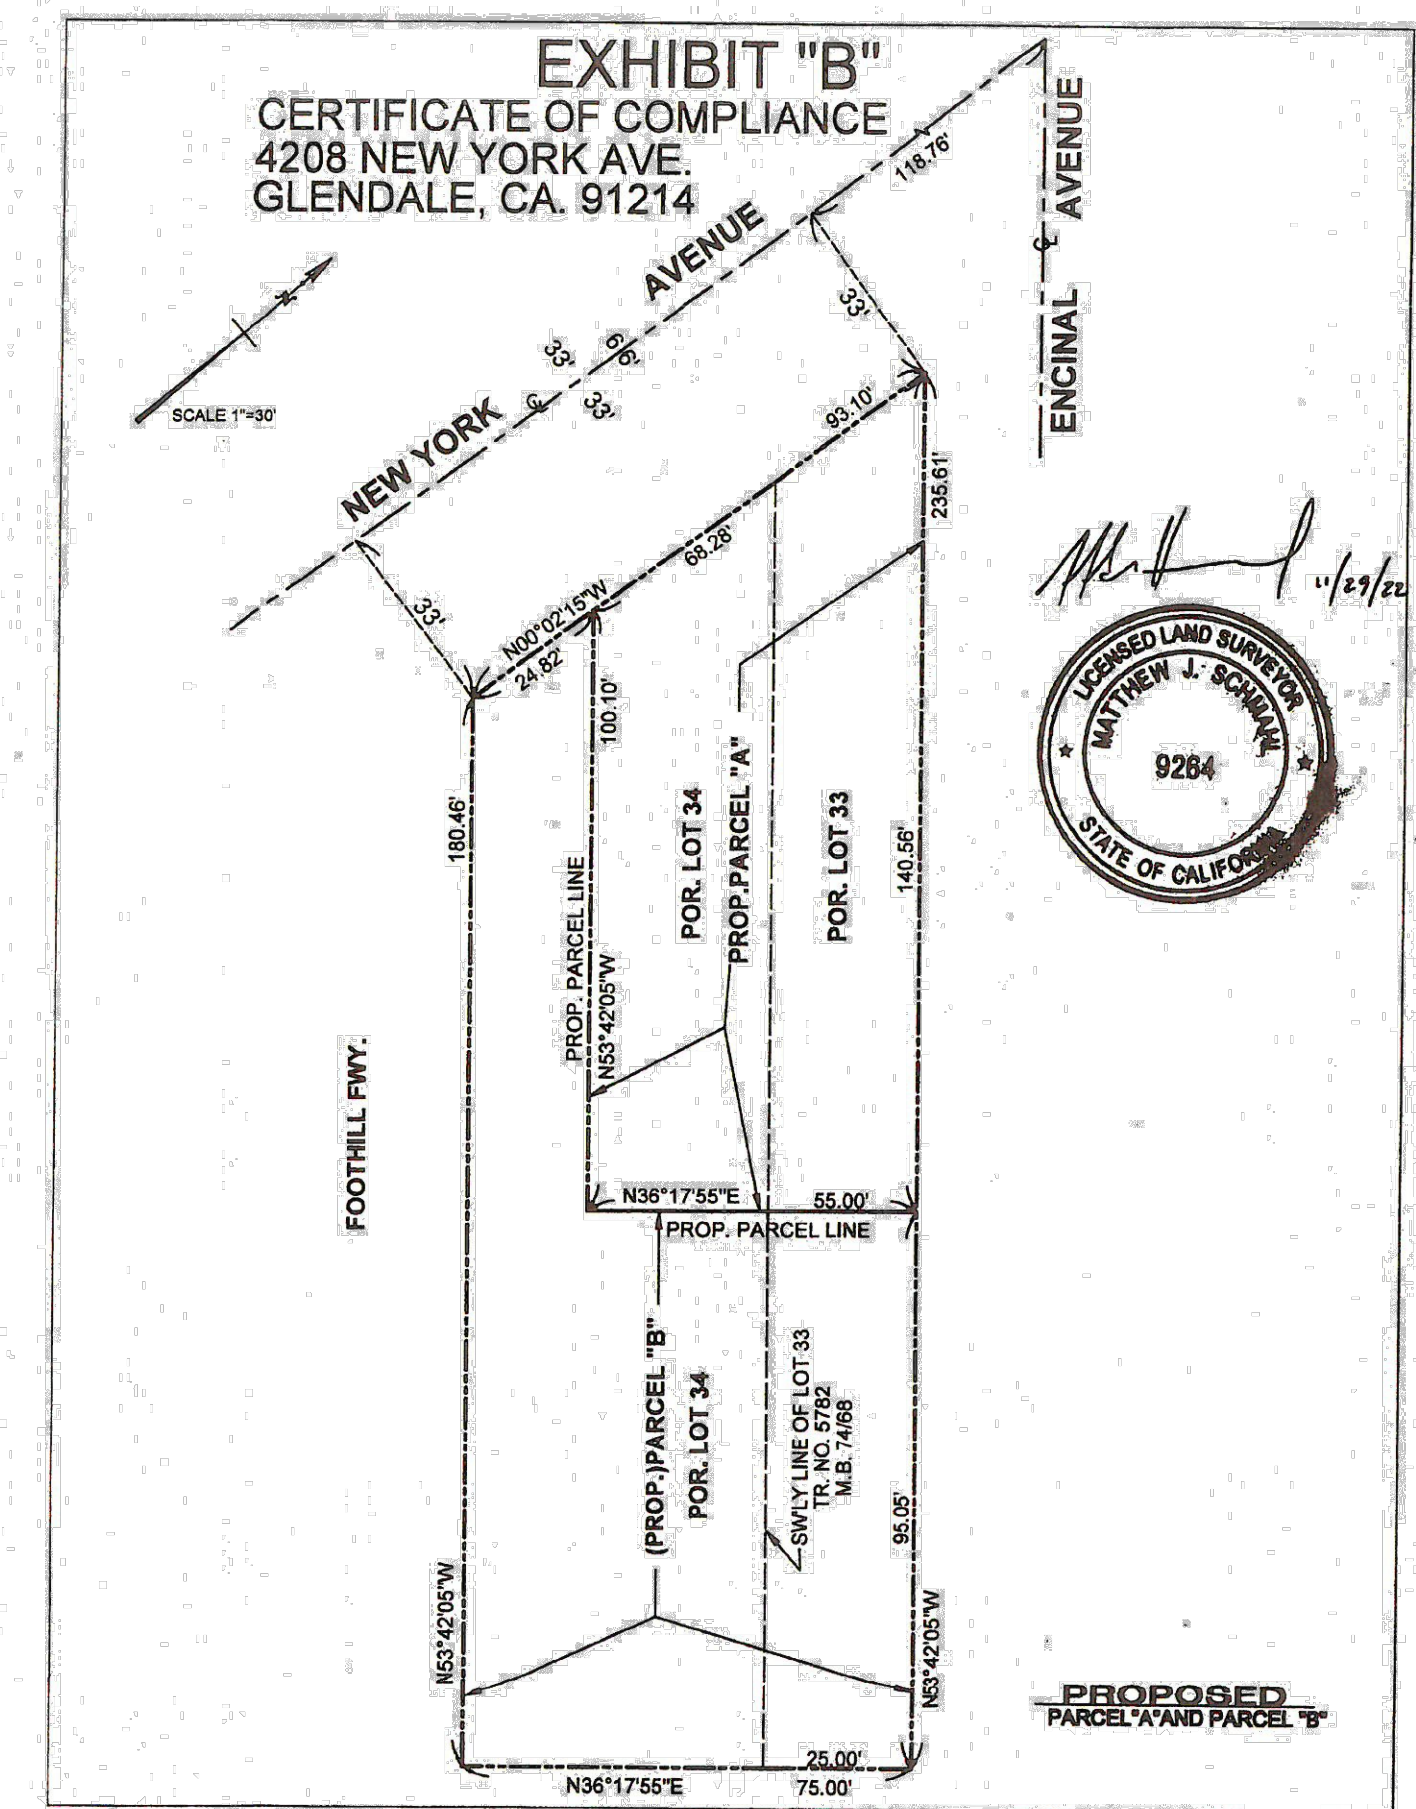 EXHIBIT "B"
CERTIFICATE OF COMPLIANCE
4208 NEW YORK AVE.
GLENDALE, CA. 91214
118.76'
ENCINAL ℄ AVENUE
NEW YORK ℄ AVENUE
N
SCALE 1"=30'
33'
66'
33'
33'
93.10'
235.61'
68.28'
33'
N00°02'15"W
24.82'
100.10'
11/29/22
LICENSED LAND SURVEYOR
MATTHEW J. SCHMAHL
9264
STATE OF CALIFORNIA
180.46'
PROP. PARCEL LINE
N53°42'05"W
POR. LOT 34
PROP.PARCEL "A"
POR. LOT 33
140.56'
FOOTHILL FWY.
N36°17'55"E
55.00'
PROP. PARCEL LINE
(PROP.)PARCEL "B"
POR. LOT 34
SW'LY LINE OF LOT 33
TR. NO. 5782
M.B. 74/68
95.05'
N53°42'05"W
N53°42'05"W
25.00'
N36°17'55"E
75.00'
PROPOSED
PARCEL"A"AND PARCEL "B"